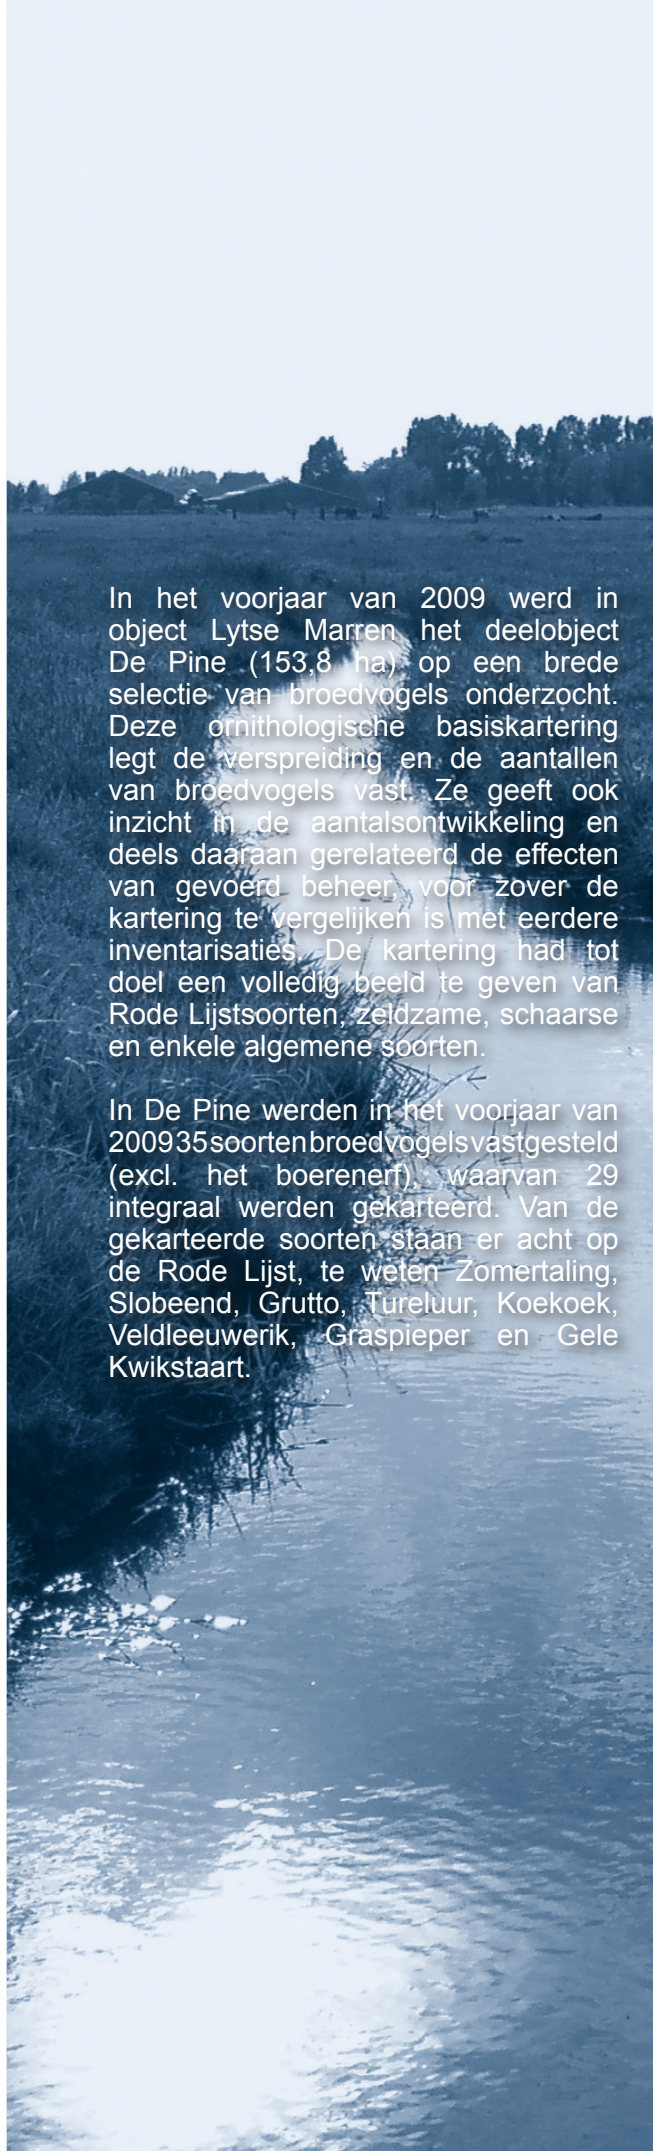 In het voorjaar van 2009 werd in
object Lytse Marren het deelobject
De Pine (153,8 ha) op een brede
selectie van broedvogels onderzocht.
Deze ornithologische basiskartering
legt de verspreiding en de aantallen
van broedvogels vast. Ze geeft ook
inzicht in de aantalsontwikkeling en
deels daaraan gerelateerd de effecten
van gevoerd beheer, voor zover de
kartering te vergelijken is met eerdere
inventarisaties. De kartering had tot
doel een volledig beeld te geven van
Rode Lijstsoorten, zeldzame, schaarse
en enkele algemene soorten.

In De Pine werden in het voorjaar van
2009 35 soorten broedvogels vastgesteld
(excl. het boerenerf), waarvan 29
integraal werden gekarteerd. Van de
gekarteerde soorten staan er acht op
de Rode Lijst, te weten Zomertaling,
Slobeend, Grutto, Tureluur, Koekoek,
Veldleeuwerik, Graspieper en Gele
Kwikstaart.